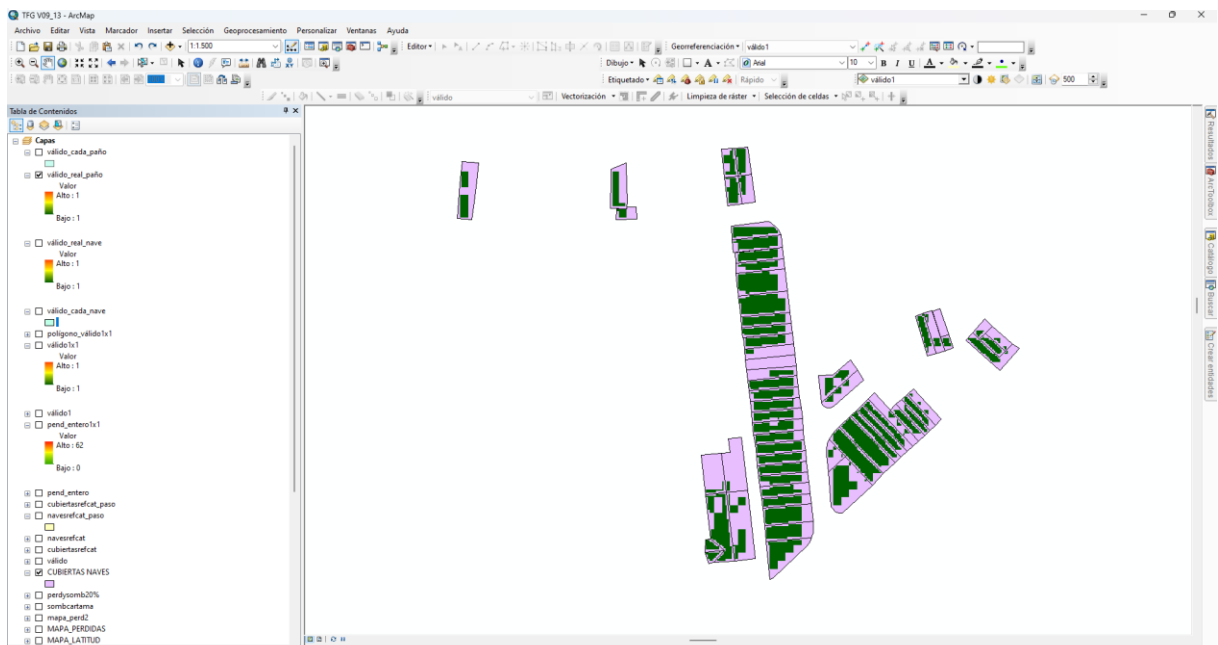 TFG V09_13 - ArcMap
Archivo Editar Vista Marcador Insertar Selección Geoprocesamiento Personalizar Ventanas Ayuda
1:1.500 Editor Georreferenciación válido1
Dibujo A Arial 10 B I U A
Etiquetado Rápido válido1 500
válido Vectorización Limpieza de ráster Selección de celdas
Tabla de Contenidos
Capas
válido_cada_paño
válido_real_paño
Valor
Alto : 1
Bajo : 1
válido_real_nave
Valor
Alto : 1
Bajo : 1
válido_cada_nave
polígono_válido1x1
válido1x1
Valor
Alto : 1
Bajo : 1
válido1
pend_entero1x1
Valor
Alto : 62
Bajo : 0
pend_entero
cubiertasrefcat_paso
navesrefcat_paso
navesrefcat
cubiertasrefcat
válido
CUBIERTAS NAVES
perdysomb20%
sombcartama
mapa_perd2
MAPA_PERDIDAS
MAPA_LATITUD
Resultados
ArcToolbox
Catálogo
Buscar
Crear entidades